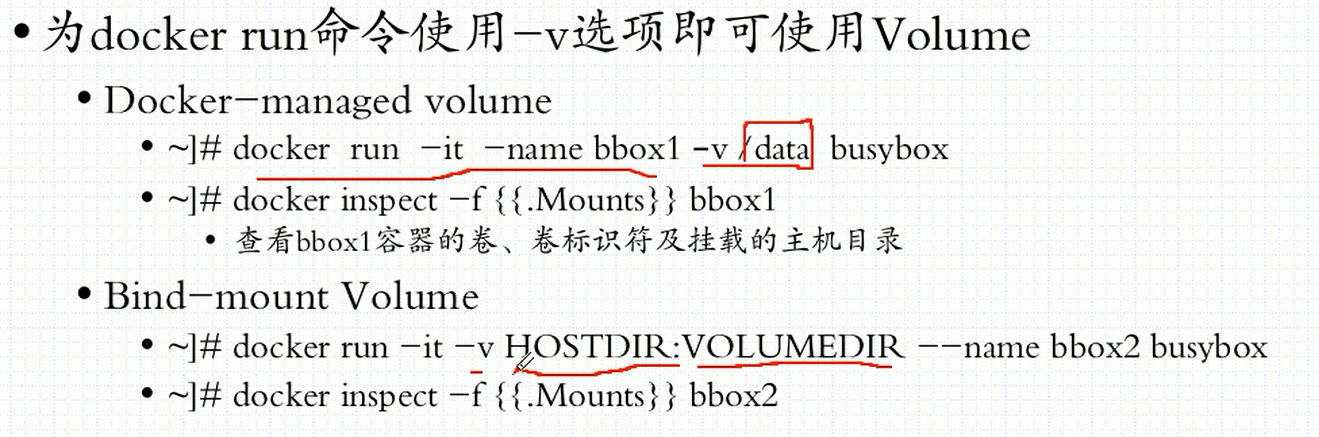 • 为docker run命令使用-v选项即可使用Volume
• Docker-managed volume
• ~]# docker run -it -name bbox1 -v /data busybox
• ~]# docker inspect -f {{.Mounts}} bbox1
• 查看bbox1容器的卷、卷标识符及挂载的主机目录
• Bind-mount Volume
• ~]# docker run -it -v HOSTDIR:VOLUMEDIR --name bbox2 busybox
• ~]# docker inspect -f {{.Mounts}} bbox2